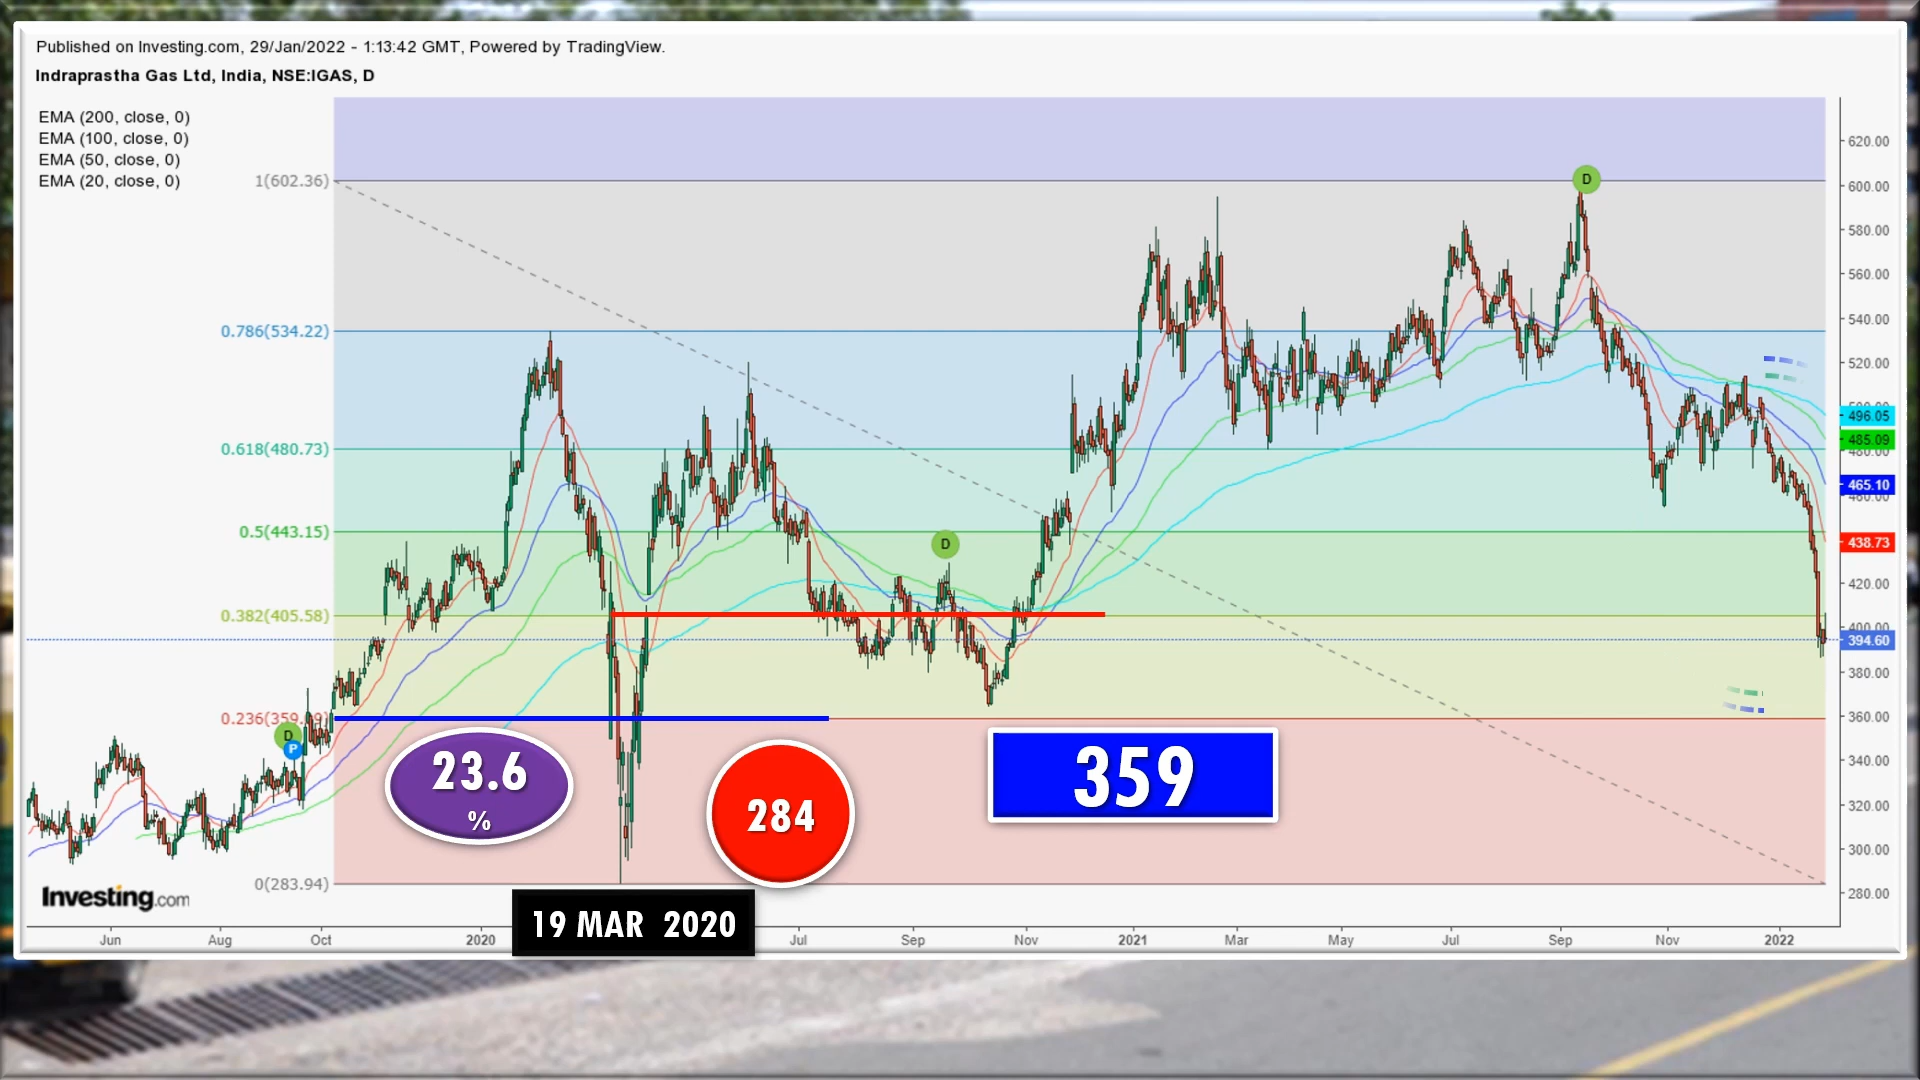 Published on Investing.com, 29/Jan/2022 - 1:13:42 GMT, Powered by TradingView.
Indraprastha Gas Ltd, India, NSE:IGAS, D
EMA (200, close, 0)
EMA (100, close, 0)
EMA (50, close, 0)
EMA (20, close, 0)
1(602.36)
0.786(534.22)
0.618(480.73)
0.5(443.15)
0.382(405.58)
0(283.94)
D
D
D
P
620.00
600.00
580.00
560.00
540.00
520.00
496.05
485.09
480.00
465.10
460.00
438.73
420.00
400.00
394.60
380.00
360.00
340.00
320.00
300.00
280.00
23.6
%
284
359
Investing.com
19 MAR 2020
Jun Aug Oct 2020 Jul Sep Nov 2021 Mar May Jul Sep Nov 2022